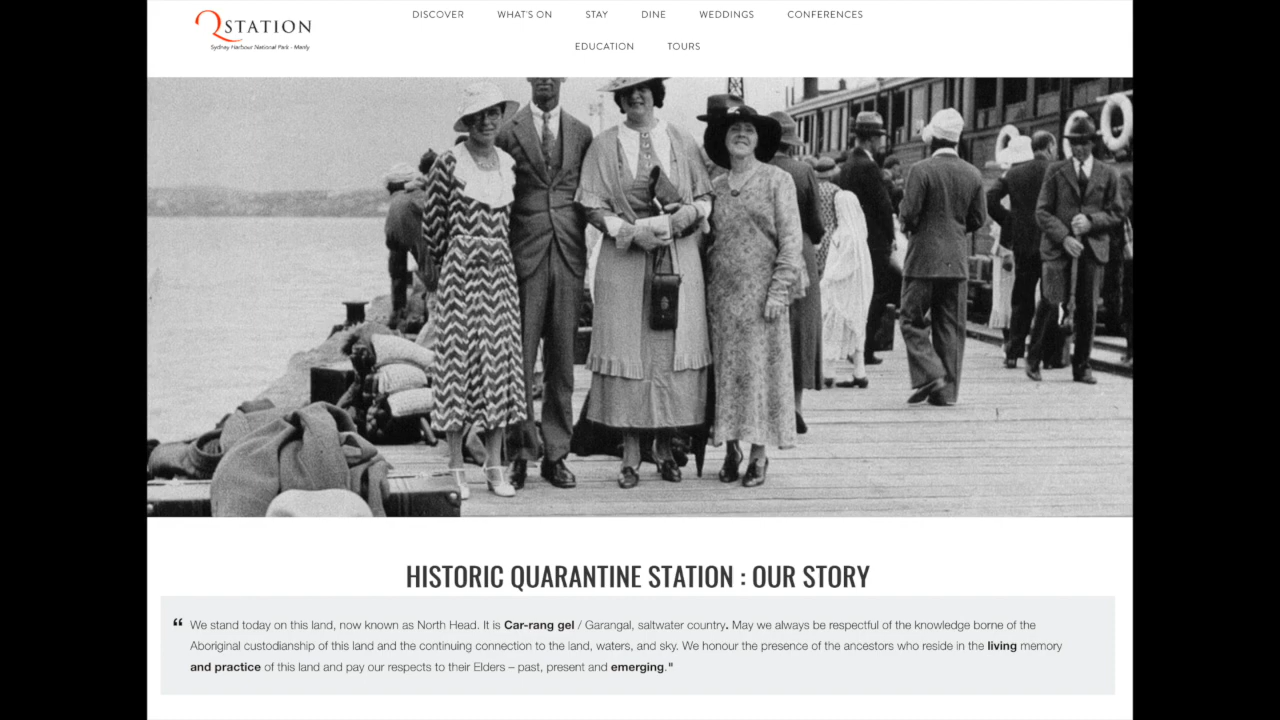 QSTATION
Sydney Harbour National Park - Manly
DISCOVER WHAT'S ON STAY DINE WEDDINGS CONFERENCES
EDUCATION TOURS
HISTORIC QUARANTINE STATION : OUR STORY
“ We stand today on this land, now known as North Head. It is Car-rang gel / Garangal, saltwater country. May we always be respectful of the knowledge borne of the
Aboriginal custodianship of this land and the continuing connection to the land, waters, and sky. We honour the presence of the ancestors who reside in the living memory
and practice of this land and pay our respects to their Elders – past, present and emerging."